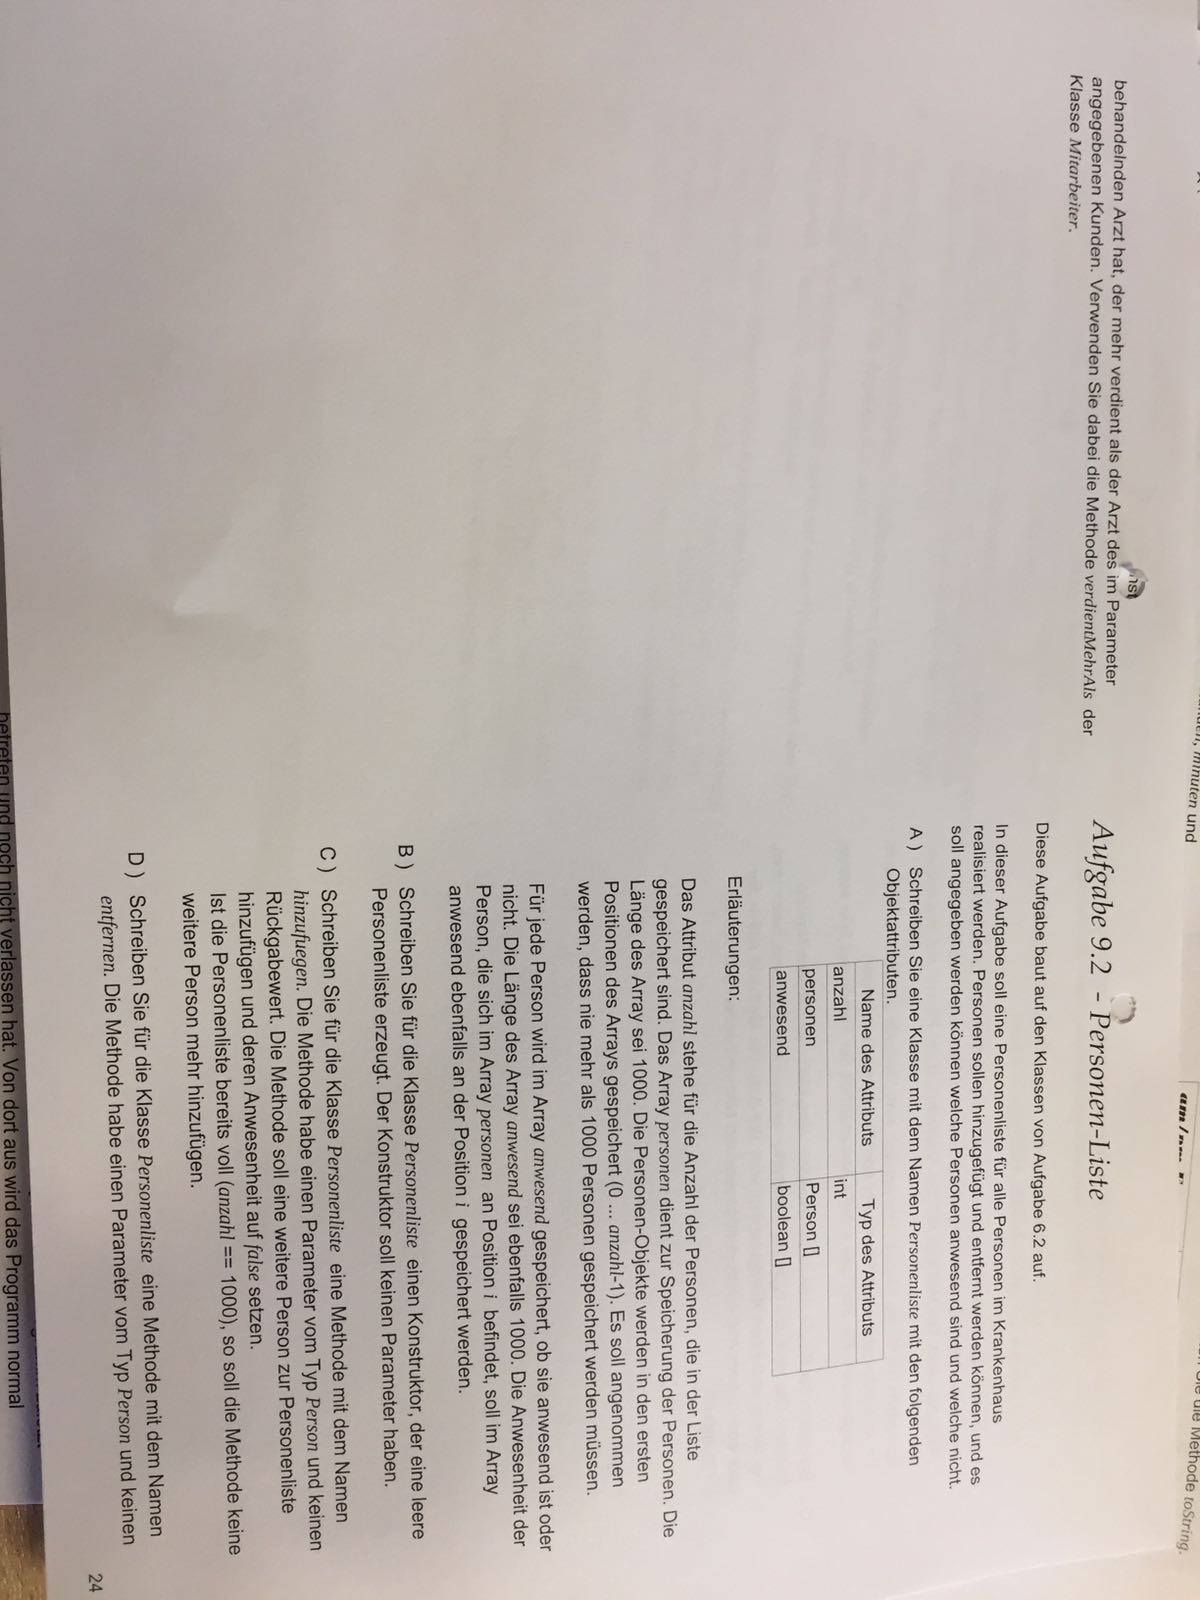 minuten und
die Methode toString.
behandelnden Arzt hat, der mehr verdient als der Arzt des im Parameter
angegebenen Kunden. Verwenden Sie dabei die Methode verdientMehrAls der
Klasse Mitarbeiter.
Aufgabe 9.2 - Personen-Liste
Diese Aufgabe baut auf den Klassen von Aufgabe 6.2 auf.
In dieser Aufgabe soll eine Personenliste für alle Personen im Krankenhaus
realisiert werden. Personen sollen hinzugefügt und entfernt werden können, und es
soll angegeben werden können welche Personen anwesend sind und welche nicht.
A ) Schreiben Sie eine Klasse mit dem Namen Personenliste mit den folgenden
Objektattributen.
Name des Attributs Typ des Attributs
anzahl int
personen Person []
anwesend boolean []
Erläuterungen:
Das Attribut anzahl stehe für die Anzahl der Personen, die in der Liste
gespeichert sind. Das Array personen dient zur Speicherung der Personen. Die
Länge des Array sei 1000. Die Personen-Objekte werden in den ersten
Positionen des Arrays gespeichert (0 ... anzahl-1). Es soll angenommen
werden, dass nie mehr als 1000 Personen gespeichert werden müssen.
Für jede Person wird im Array anwesend gespeichert, ob sie anwesend ist oder
nicht. Die Länge des Array anwesend sei ebenfalls 1000. Die Anwesenheit der
Person, die sich im Array personen an Position i befindet, soll im Array
anwesend ebenfalls an der Position i gespeichert werden.
B ) Schreiben Sie für die Klasse Personenliste einen Konstruktor, der eine leere
Personenliste erzeugt. Der Konstruktor soll keinen Parameter haben.
C ) Schreiben Sie für die Klasse Personenliste eine Methode mit dem Namen
hinzufuegen. Die Methode habe einen Parameter vom Typ Person und keinen
Rückgabewert. Die Methode soll eine weitere Person zur Personenliste
hinzufügen und deren Anwesenheit auf false setzen.
Ist die Personenliste bereits voll (anzahl == 1000), so soll die Methode keine
weitere Person mehr hinzufügen.
D ) Schreiben Sie für die Klasse Personenliste eine Methode mit dem Namen
entfernen. Die Methode habe einen Parameter vom Typ Person und keinen
24
betreten und noch nicht verlassen hat. Von dort aus wird das Programm normal